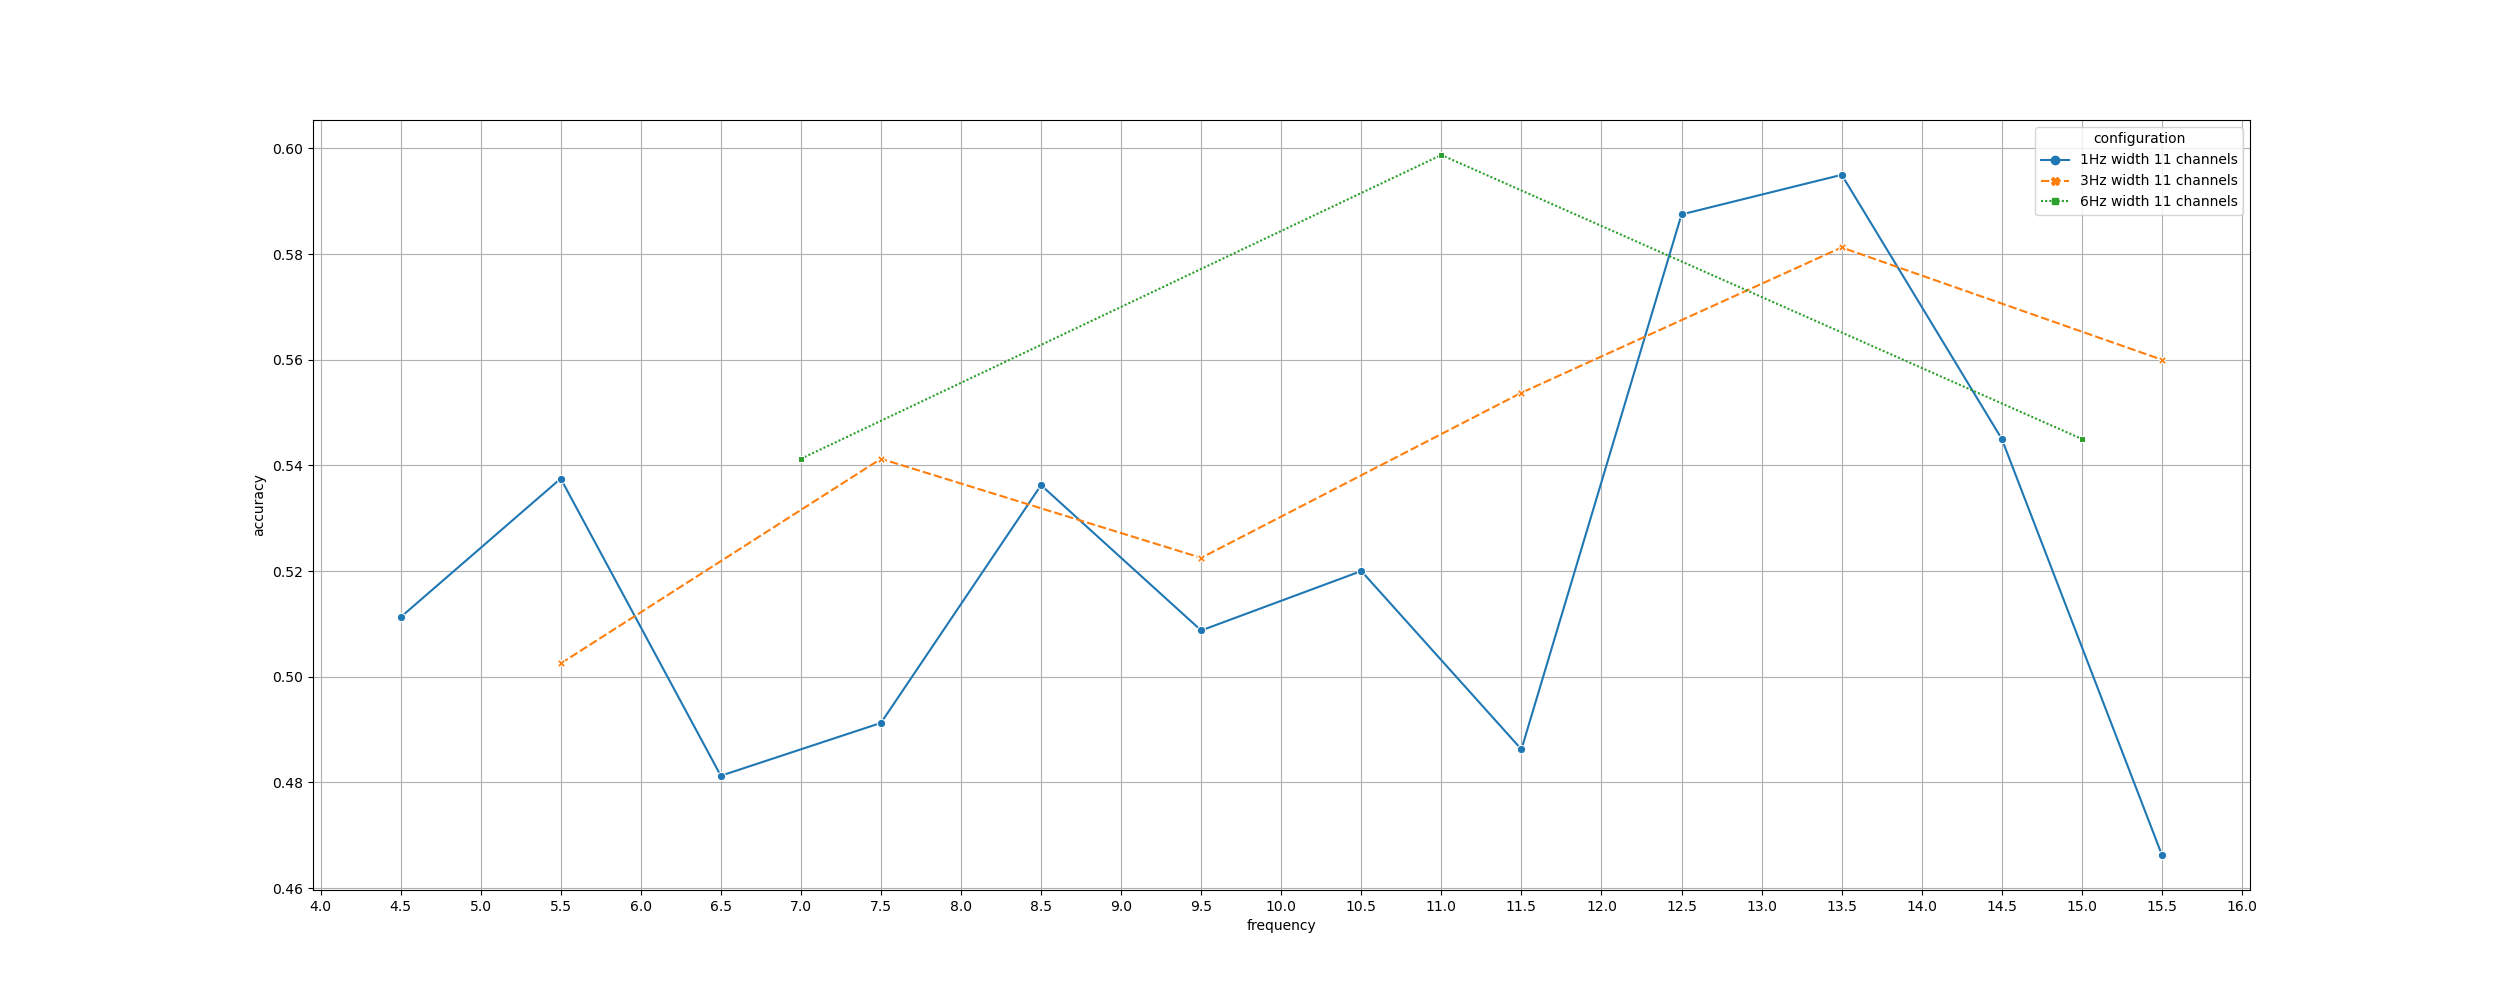 configuration
1Hz width 11 channels
3Hz width 11 channels
6Hz width 11 channels
accuracy
0.60
0.58
0.56
0.54
0.52
0.50
0.48
0.46
4.0 4.5 5.0 5.5 6.0 6.5 7.0 7.5 8.0 8.5 9.0 9.5 10.0 10.5 11.0 11.5 12.0 12.5 13.0 13.5 14.0 14.5 15.0 15.5 16.0
frequency